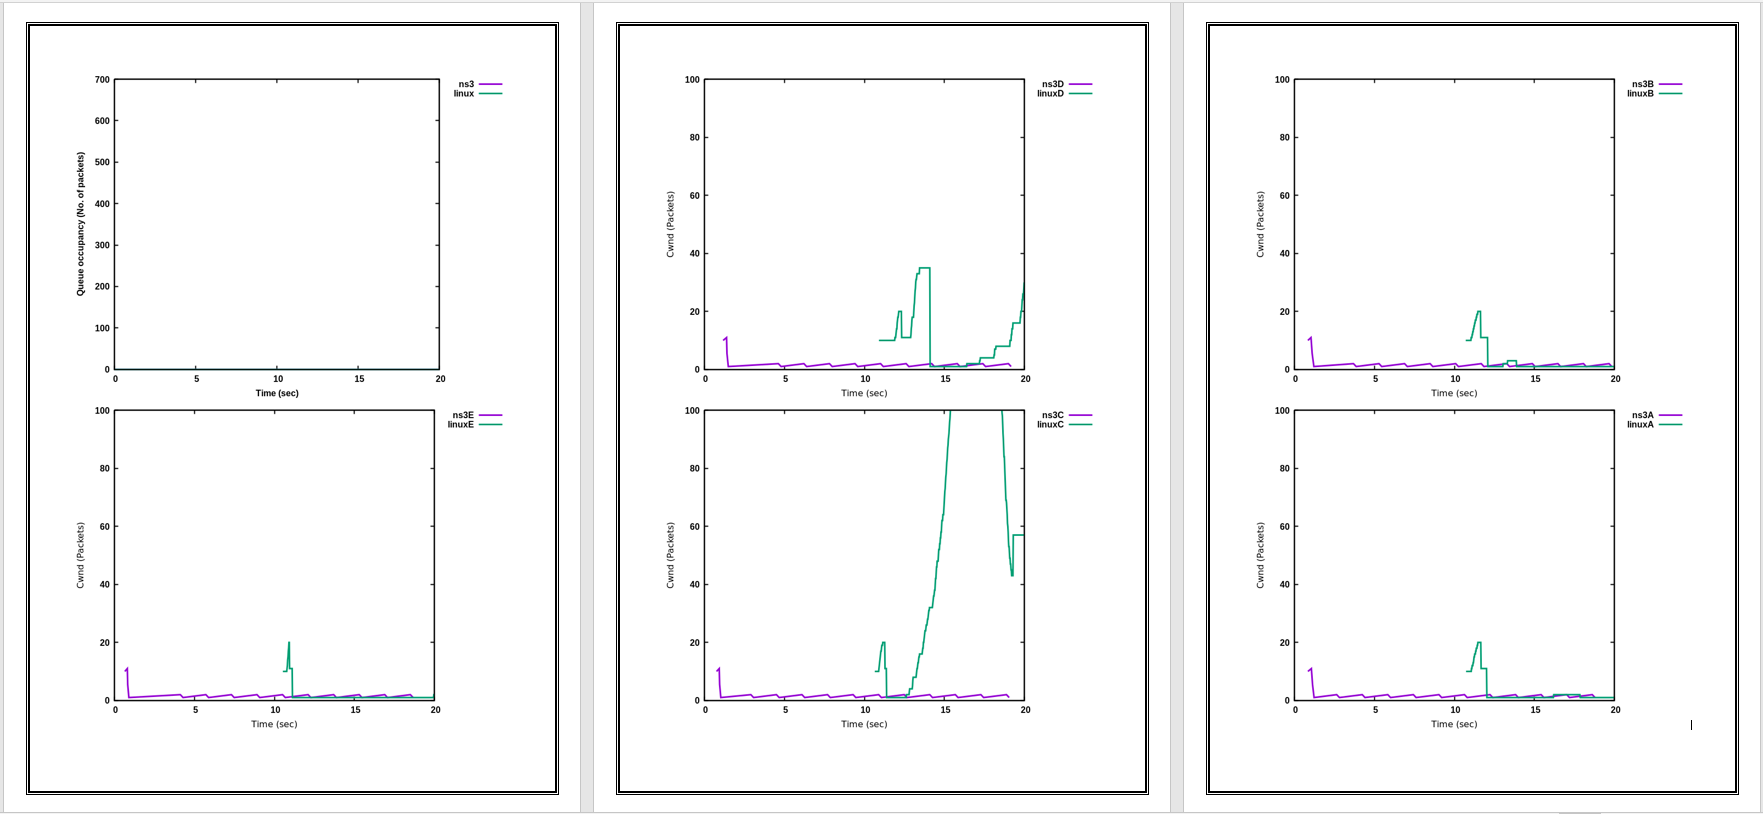 700
600
500
400
300
200
100
0
Queue occupancy (No. of packets)
0 5 10 15 20
Time (sec)
ns3
linux
100
80
60
40
20
0
Cwnd (Packets)
0 5 10 15 20
Time (sec)
ns3E
linuxE
100
80
60
40
20
0
Cwnd (Packets)
0 5 10 15 20
Time (sec)
ns3D
linuxD
100
80
60
40
20
0
Cwnd (Packets)
0 5 10 15 20
Time (sec)
ns3C
linuxC
100
80
60
40
20
0
Cwnd (Packets)
0 5 10 15 20
Time (sec)
ns3B
linuxB
100
80
60
40
20
0
Cwnd (Packets)
0 5 10 15 20
Time (sec)
ns3A
linuxA